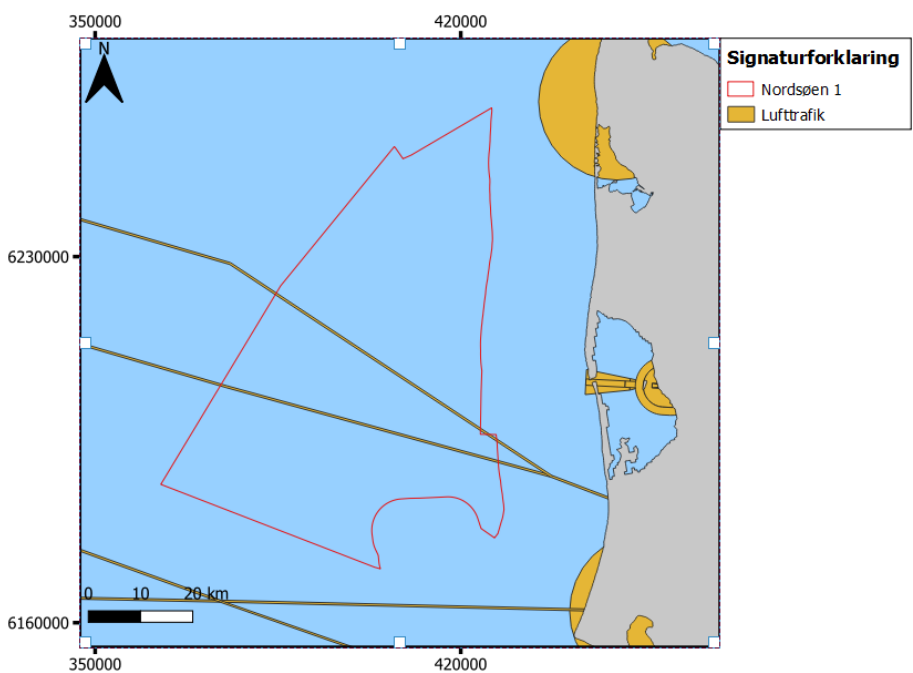 350000 420000
N
Signaturforklaring
Nordsøen 1
Lufttrafik
6230000
0 10 20 km
6160000
350000 420000